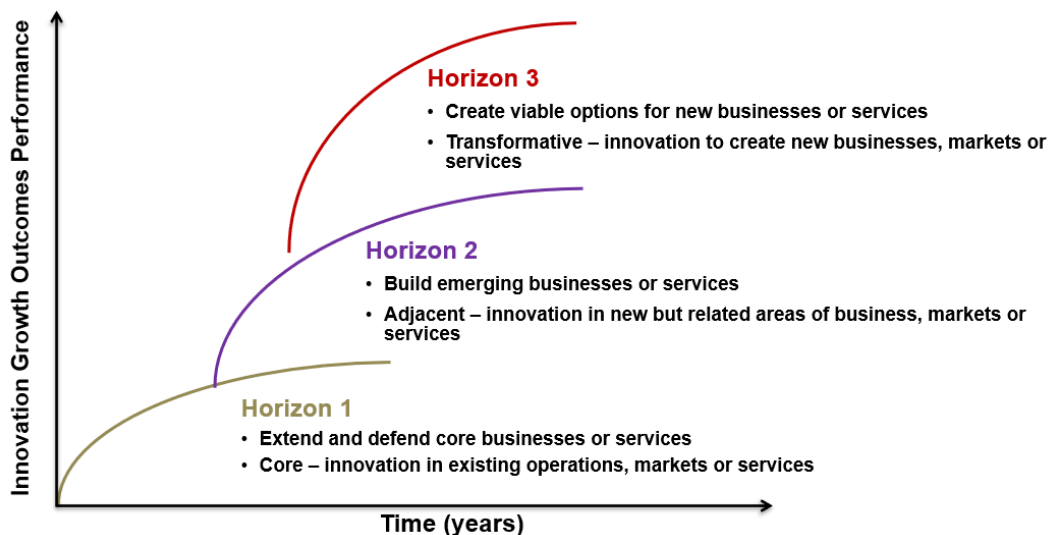 Innovation Growth Outcomes Performance
Horizon 3
• Create viable options for new businesses or services
• Transformative – innovation to create new businesses, markets or
services
Horizon 2
• Build emerging businesses or services
• Adjacent – innovation in new but related areas of business, markets or
services
Horizon 1
• Extend and defend core businesses or services
• Core – innovation in existing operations, markets or services
Time (years)